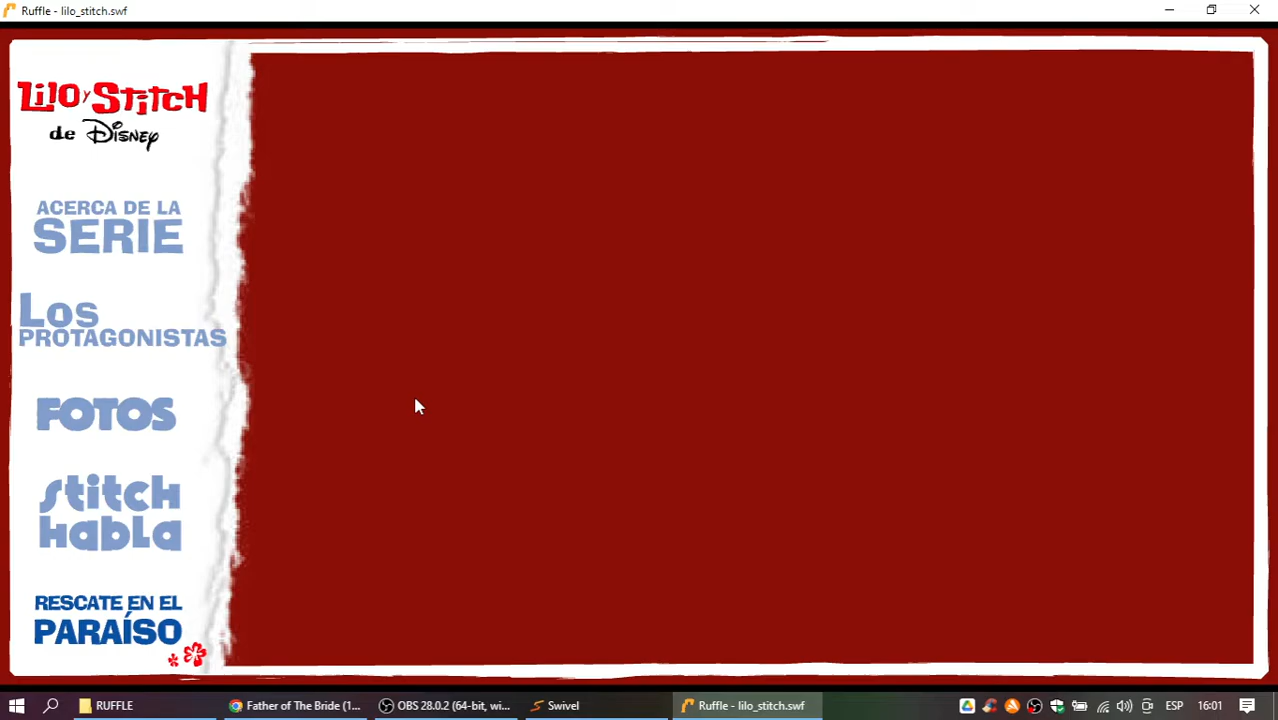 Ruffle - lilo_stitch.swf
Lilo y Stitch
de Disney
ACERCA DE LA
SERIE
Los
PROTAGONISTAS
FOTOS
stitch
habla
RESCATE EN EL
PARAÍSO
RUFFLE
Father of The Bride (1...
OBS 28.0.2 (64-bit, wi...
Swivel
Ruffle - lilo_stitch.swf
ESP
16:01